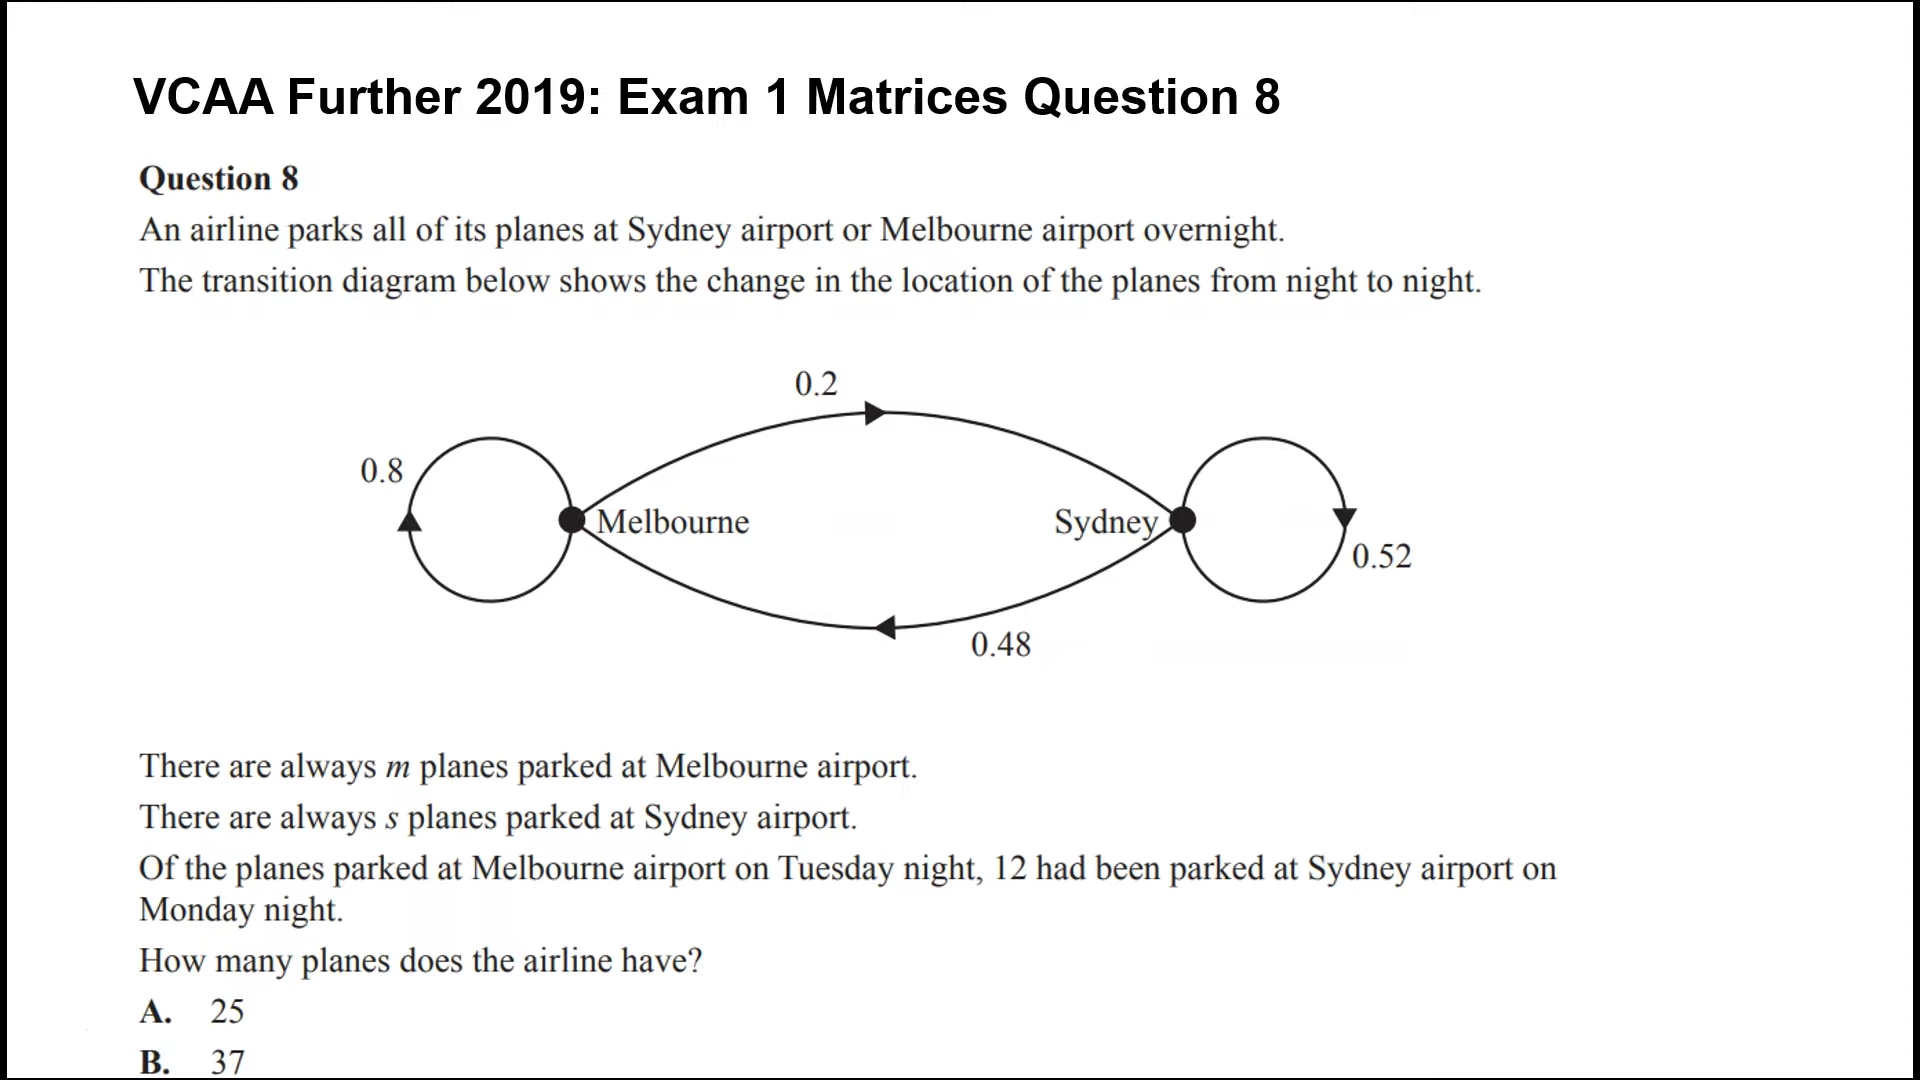 VCAA Further 2019: Exam 1 Matrices Question 8
Question 8
An airline parks all of its planes at Sydney airport or Melbourne airport overnight.
The transition diagram below shows the change in the location of the planes from night to night.
0.2
0.8
Melbourne
Sydney
0.52
0.48
There are always m planes parked at Melbourne airport.
There are always s planes parked at Sydney airport.
Of the planes parked at Melbourne airport on Tuesday night, 12 had been parked at Sydney airport on
Monday night.
How many planes does the airline have?
A. 25
B. 37